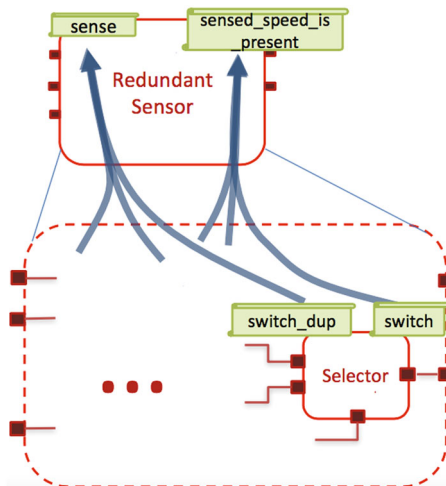 sense
sensed_speed_is
_present
Redundant
Sensor
switch_dup
switch
Selector